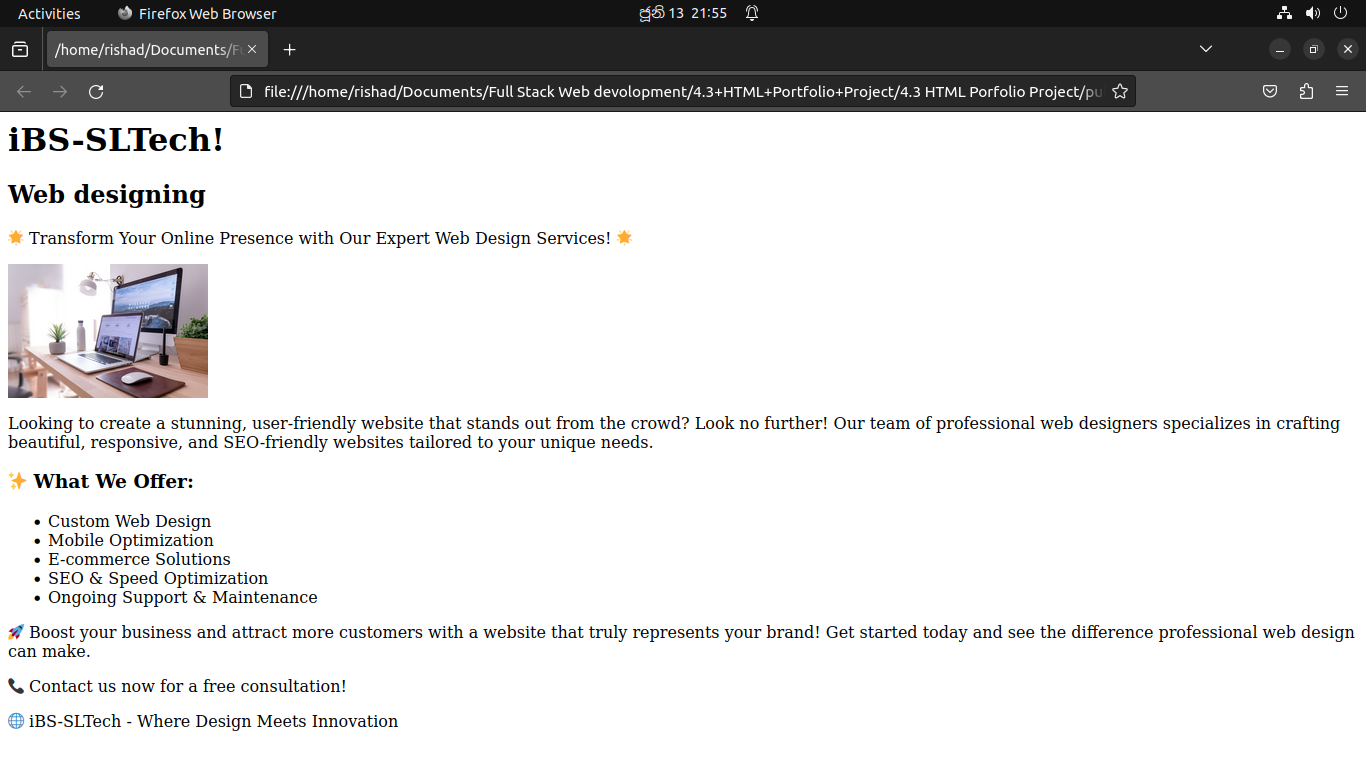 Activities Firefox Web Browser ජූනි 13 21:55
/home/rishad/Documents/Fu
file:///home/rishad/Documents/Full Stack Web devolopment/4.3+HTML+Portfolio+Project/4.3 HTML Porfolio Project/pu
iBS-SLTech!
Web designing
🌟 Transform Your Online Presence with Our Expert Web Design Services! 🌟
Looking to create a stunning, user-friendly website that stands out from the crowd? Look no further! Our team of professional web designers specializes in crafting
beautiful, responsive, and SEO-friendly websites tailored to your unique needs.
✨ What We Offer:
• Custom Web Design
• Mobile Optimization
• E-commerce Solutions
• SEO & Speed Optimization
• Ongoing Support & Maintenance
🚀 Boost your business and attract more customers with a website that truly represents your brand! Get started today and see the difference professional web design
can make.
📞 Contact us now for a free consultation!
🌐 iBS-SLTech - Where Design Meets Innovation